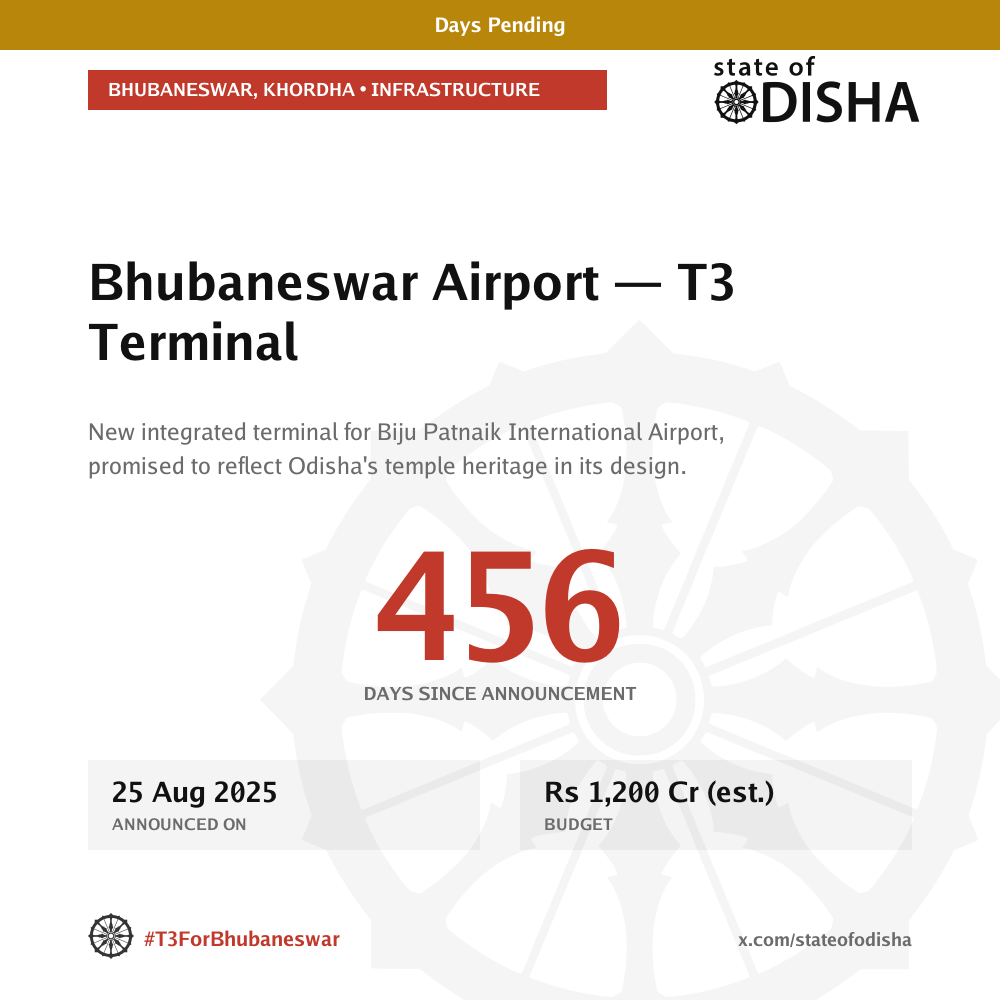 Days Pending
BHUBANESWAR, KHORDHA • INFRASTRUCTURE
state of
ODISHA
Bhubaneswar Airport — T3
Terminal
New integrated terminal for Biju Patnaik International Airport,
promised to reflect Odisha's temple heritage in its design.
456
DAYS SINCE ANNOUNCEMENT
25 Aug 2025
ANNOUNCED ON
Rs 1,200 Cr (est.)
BUDGET
#T3ForBhubaneswar
x.com/stateofodisha